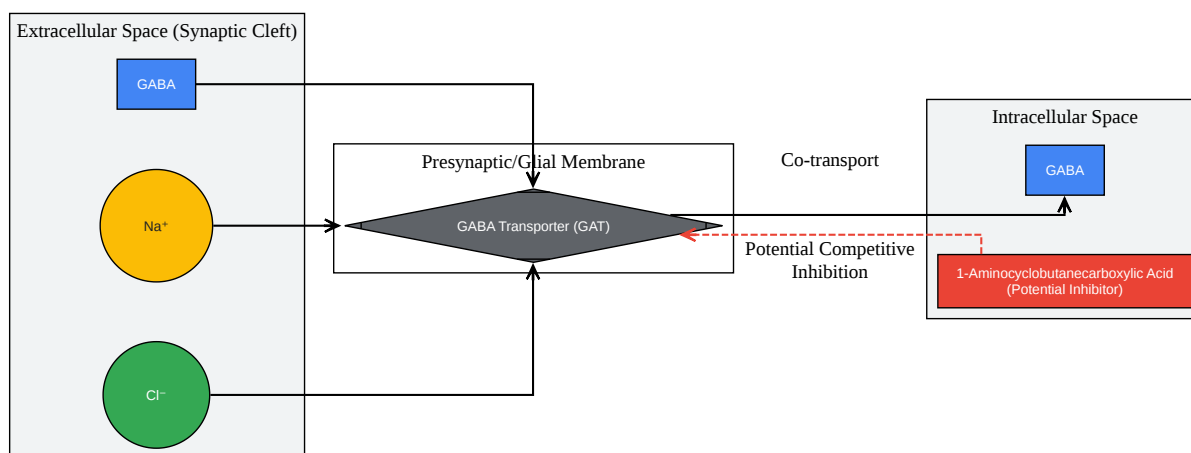 Extracellular Space (Synaptic Cleft)
GABA
Na⁺
Cl⁻
Presynaptic/Glial Membrane
GABA Transporter (GAT)
Co-transport
Potential Competitive
Inhibition
Intracellular Space
GABA
1-Aminocyclobutanecarboxylic Acid
(Potential Inhibitor)